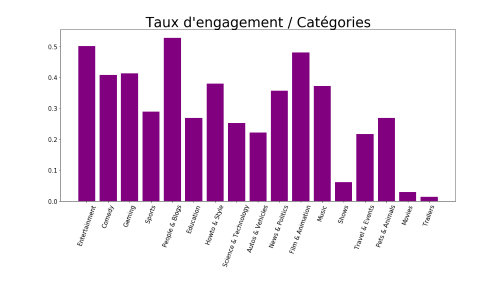 Taux d'engagement / Catégories
0.5
0.4
0.3
0.2
0.1
0.0
Entertainment
Comedy
Gaming
Sports
People & Blogs
Education
Howto & Style
Science & Technology
Autos & Vehicles
News & Politics
Film & Animation
Music
Shows
Travel & Events
Pets & Animals
Movies
Trailers